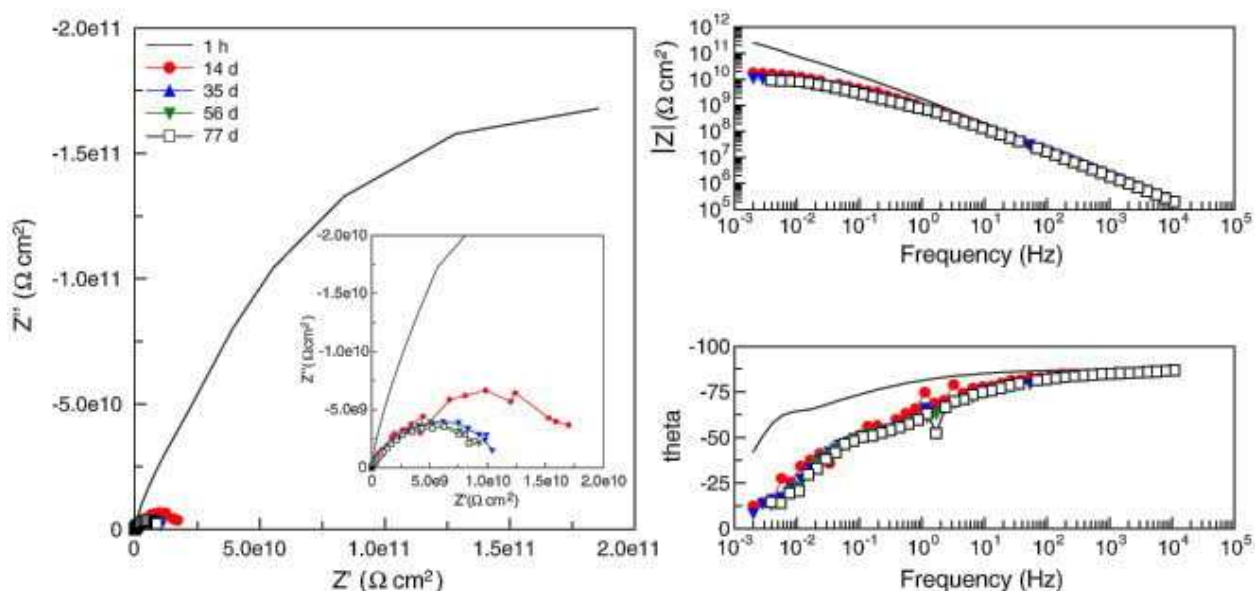 -2.0e11
-1.5e11
-1.0e11
-5.0e10
0
Z'' (Ω cm²)
1 h
14 d
35 d
56 d
77 d
0
5.0e10
1.0e11
1.5e11
2.0e11
Z' (Ω cm²)
-2.0e10
-1.5e10
-1.0e10
-5.0e9
0
Z''(Ωcm²)
0
5.0e9
1.0e10
1.5e10
2.0e10
Z'(Ωcm²)
10¹²
10¹¹
10¹⁰
10⁹
10⁸
10⁷
10⁶
10⁵
|Z| (Ω cm²)
10⁻³
10⁻²
10⁻¹
10⁰
10¹
10²
10³
10⁴
10⁵
Frequency (Hz)
-100
-75
-50
-25
0
theta
10⁻³
10⁻²
10⁻¹
10⁰
10¹
10²
10³
10⁴
10⁵
Frequency (Hz)